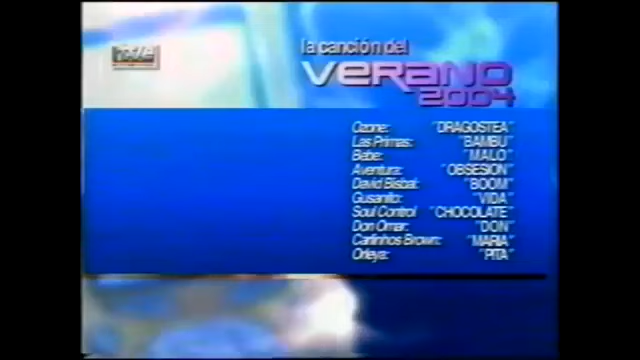 la canción del
VERANO
2004
Ozone: "DRAGOSTEA"
Las Primas: "BAMBU"
Bebe: "MALO"
Aventura: "OBSESION"
David Bisbal: "BOOM"
Gusanito: "VIDA"
Soul Control "CHOCOLATE"
Don Omar: "DON"
Carlinhos Brown: "MARIA"
Orleya: "PITA"